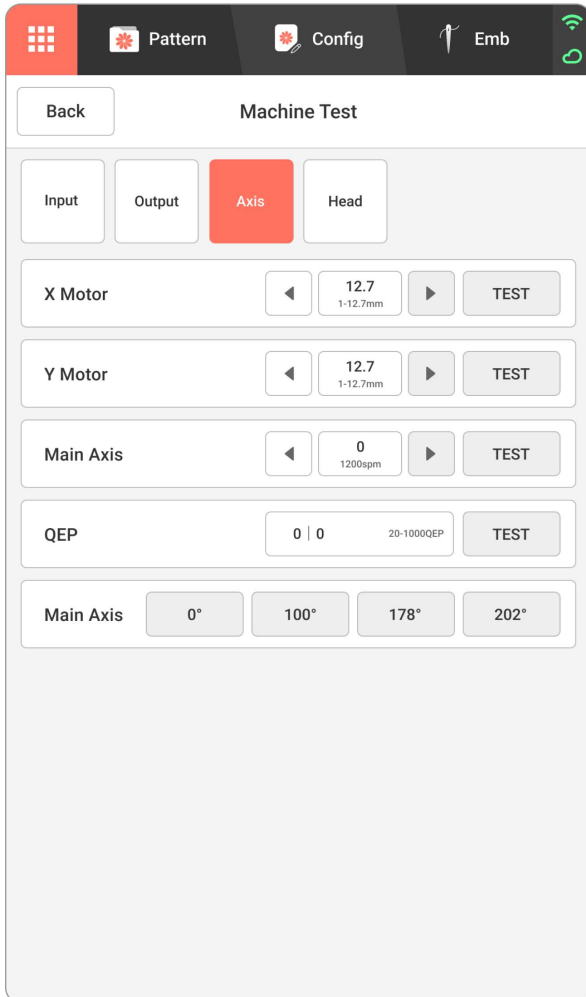 Pattern Config Emb
Back Machine Test
Input Output Axis Head
X Motor 12.7 TEST
1-12.7mm
Y Motor 12.7 TEST
1-12.7mm
Main Axis 0 TEST
1200spm
QEP 0 | 0 20-1000QEP TEST
Main Axis 0° 100° 178° 202°